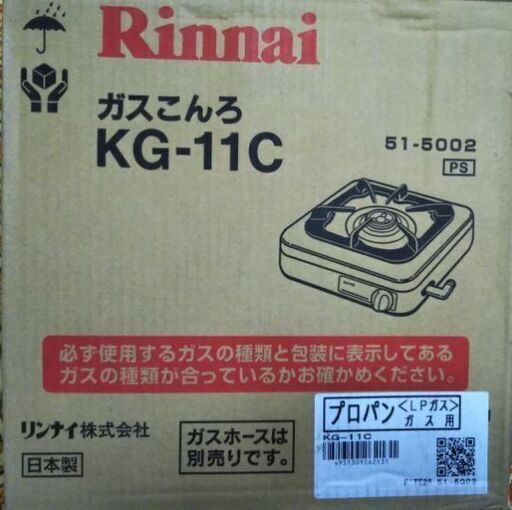 Rinnai
ガスこんろ
KG-11C
51-5002
PS
必ず使用するガスの種類と包装に表示してある
ガスの種類が合っているかお確かめください。
リンナイ株式会社
日本製
ガスホースは
別売りです。
プロパン<LPガス>
ガス用
KG-11C
51-5002